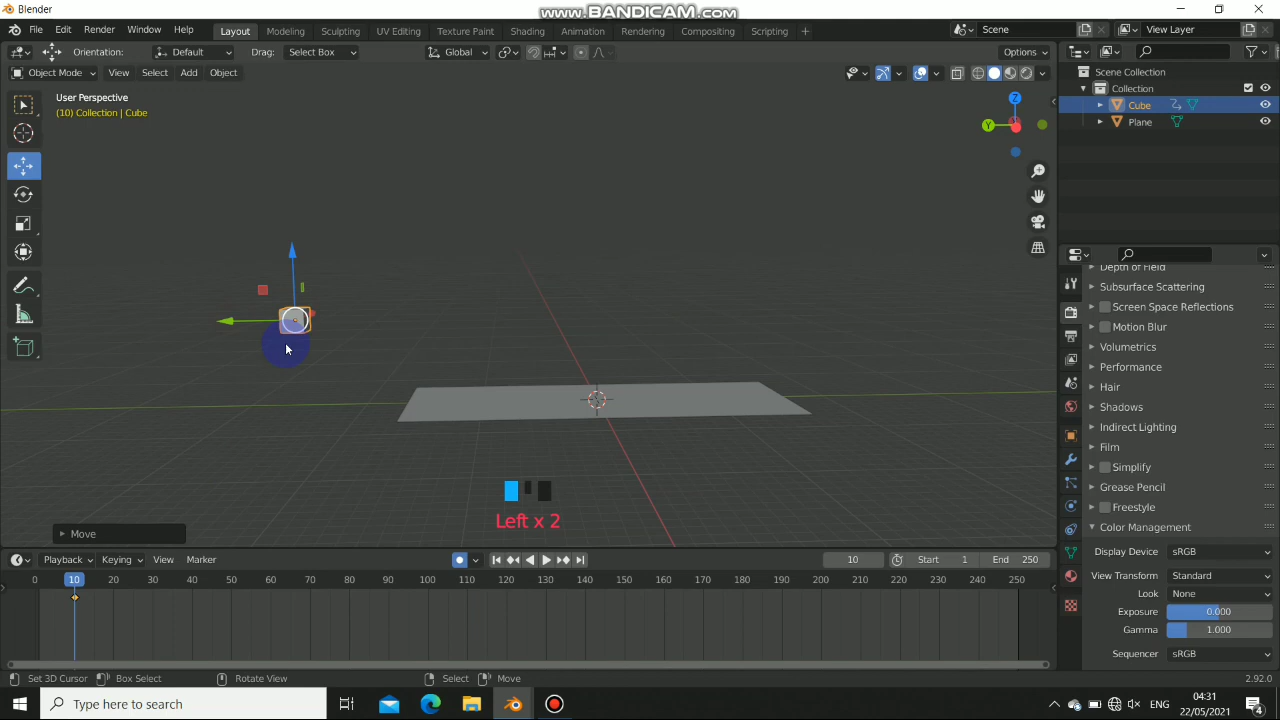 www.BANDICAM.com
Blender
File Edit Render Window Help
Layout Modeling Sculpting UV Editing Texture Paint Shading Animation Rendering Compositing Scripting +
Scene
View Layer
Orientation: Default Drag: Select Box Global Options
Object Mode View Select Add Object
User Perspective
(10) Collection | Cube
Z
Y
Scene Collection
Collection
Cube
Plane
Depth of Field
Subsurface Scattering
Screen Space Reflections
Motion Blur
Volumetrics
Performance
Hair
Shadows
Indirect Lighting
Film
Simplify
Grease Pencil
Freestyle
Color Management
Display Device sRGB
View Transform Standard
Look None
Exposure 0.000
Gamma 1.000
Sequencer sRGB
Left x 2
Move
Playback Keying View Marker 10 Start 1 End 250
0 10 20 30 40 50 60 70 80 90 100 110 120 130 140 150 160 170 180 190 200 210 220 230 240 250
Set 3D Cursor Box Select Rotate View Select Move 2.92.0
Type here to search
ENG
04:31
22/05/2021
4